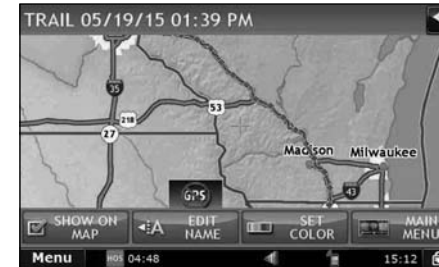 TRAIL 05/19/15 01:39 PM
35
53
218
27
Madison Milwaukee
43
GPS
SHOW ON MAP
EDIT NAME
SET COLOR
MAIN MENU
Menu HOS 04:48 15:12